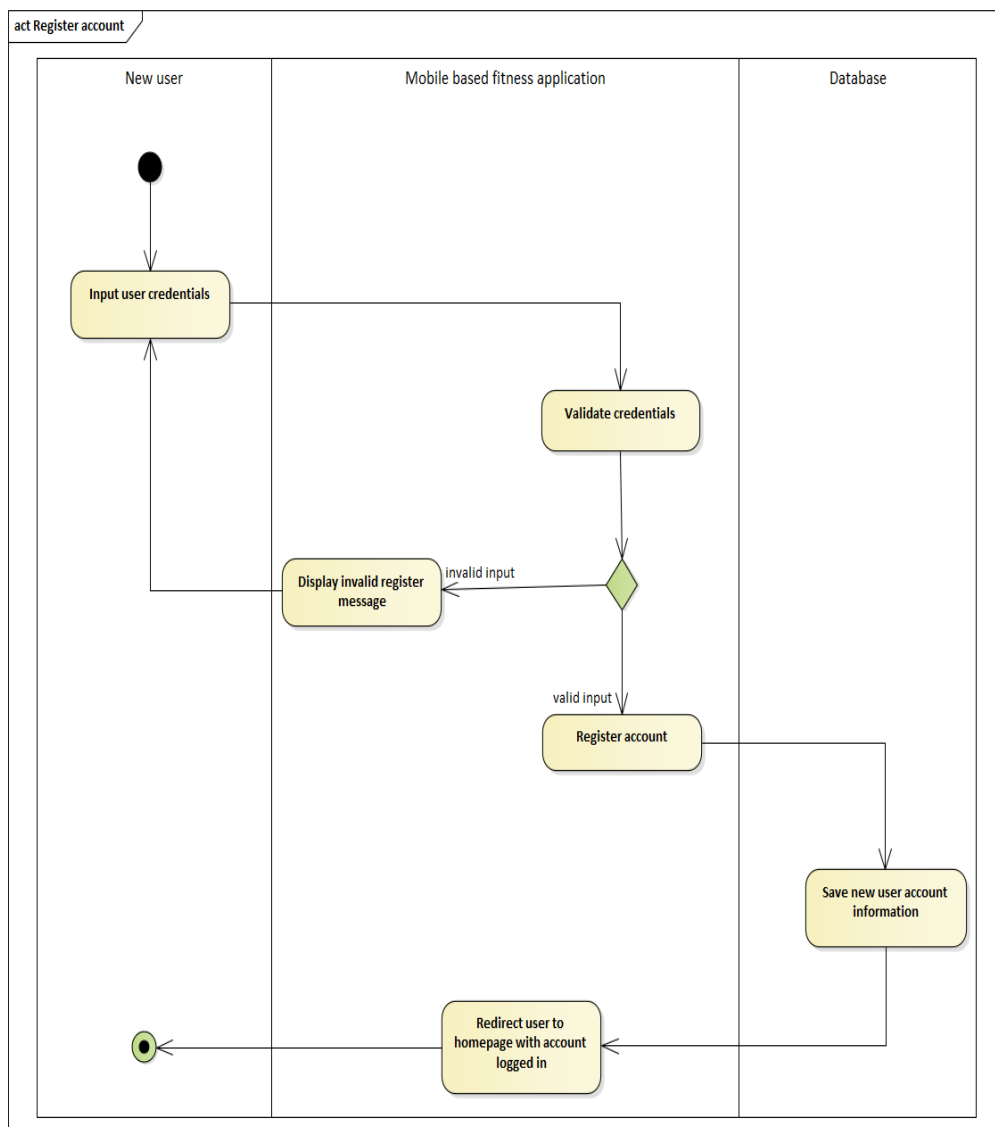 act Register account
New user
Mobile based fitness application
Database
Input user credentials
Validate credentials
invalid input
Display invalid register
message
valid input
Register account
Save new user account
information
Redirect user to
homepage with account
logged in